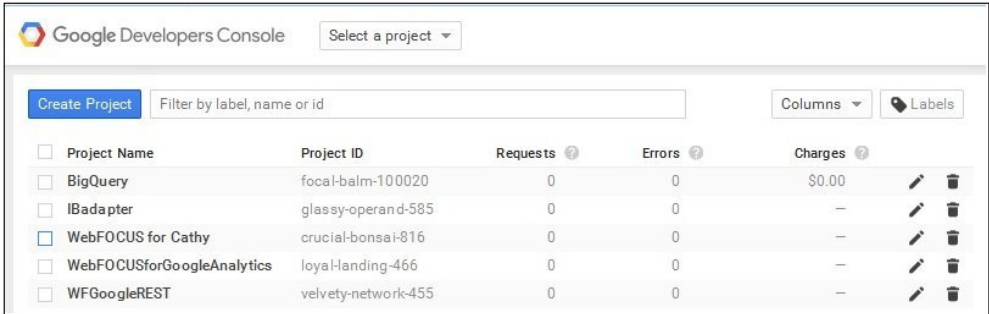 Google Developers Console Select a project
Create Project Filter by label, name or id Columns Labels
Project Name Project ID Requests ? Errors ? Charges ?
BigQuery focal-balm-100020 0 0 $0.00
IBadapter glassy-operand-585 0 0 —
WebFOCUS for Cathy crucial-bonsai-816 0 0 —
WebFOCUSforGoogleAnalytics loyal-landing-466 0 0 —
WFGoogleREST velvety-network-455 0 0 —